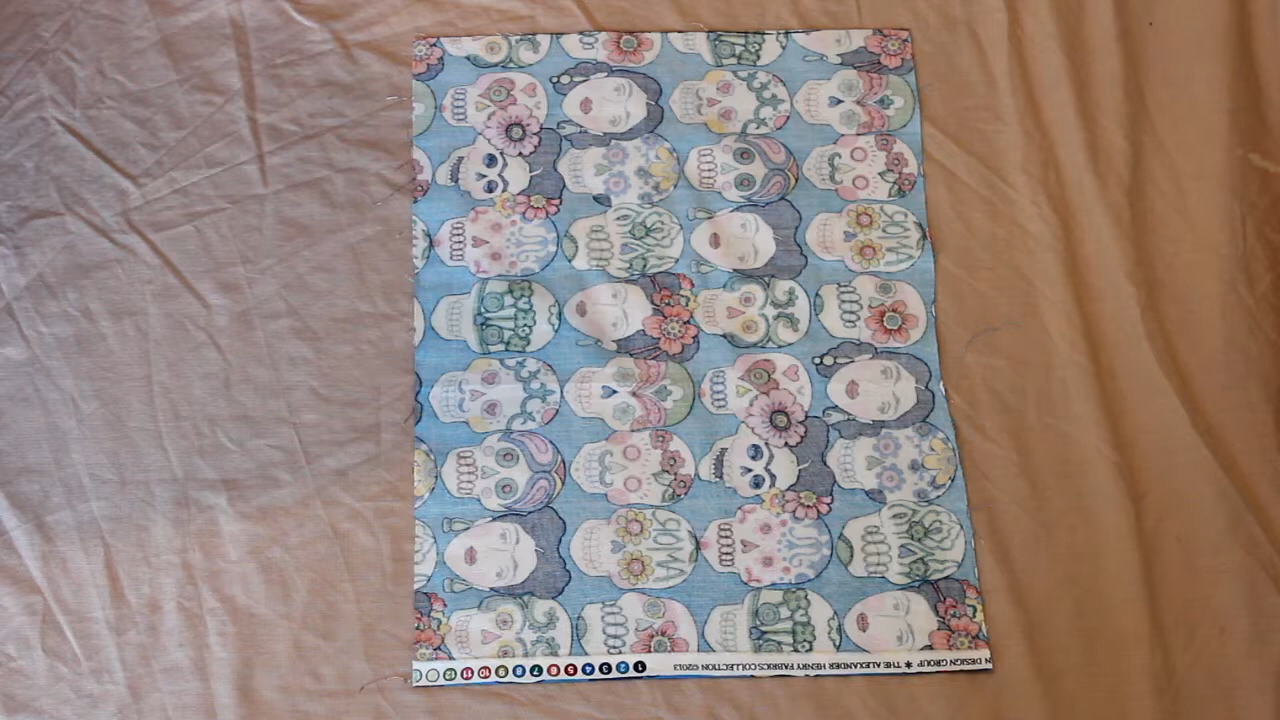 AMOR
AMOR
N DESIGN GROUP ✱ THE ALEXANDER HENRY FABRICS COLLECTION ©2013 1 2 3 4 5 6 7 8 9 10 11 12